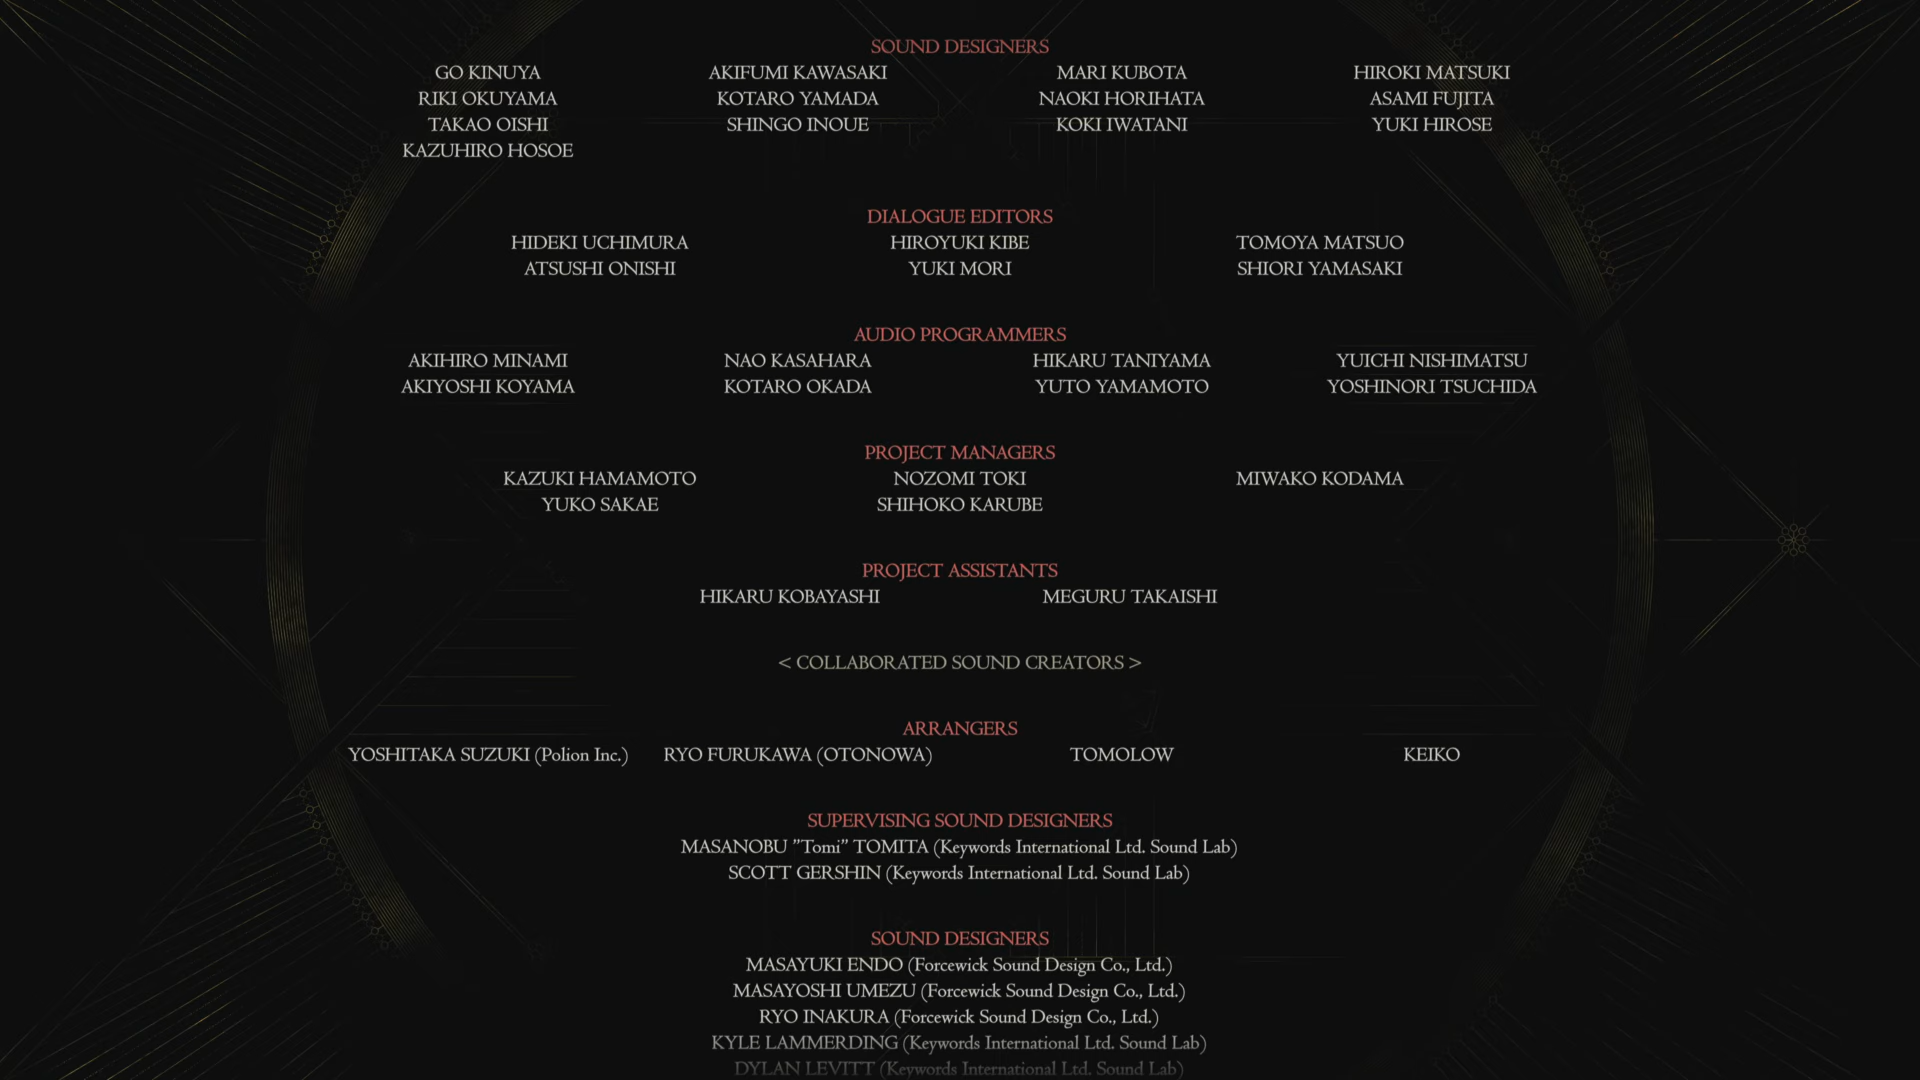 SOUND DESIGNERS
GO KINUYA AKIFUMI KAWASAKI MARI KUBOTA HIROKI MATSUKI
RIKI OKUYAMA KOTARO YAMADA NAOKI HORIHATA ASAMI FUJITA
TAKAO OISHI SHINGO INOUE KOKI IWATANI YUKI HIROSE
KAZUHIRO HOSOE
DIALOGUE EDITORS
HIDEKI UCHIMURA HIROYUKI KIBE TOMOYA MATSUO
ATSUSHI ONISHI YUKI MORI SHIORI YAMASAKI
AUDIO PROGRAMMERS
AKIHIRO MINAMI NAO KASAHARA HIKARU TANIYAMA YUICHI NISHIMATSU
AKIYOSHI KOYAMA KOTARO OKADA YUTO YAMAMOTO YOSHINORI TSUCHIDA
PROJECT MANAGERS
KAZUKI HAMAMOTO NOZOMI TOKI MIWAKO KODAMA
YUKO SAKAE SHIHOKO KARUBE
PROJECT ASSISTANTS
HIKARU KOBAYASHI MEGURU TAKAISHI
< COLLABORATED SOUND CREATORS >
ARRANGERS
YOSHITAKA SUZUKI (Polion Inc.) RYO FURUKAWA (OTONOWA) TOMOLOW KEIKO
SUPERVISING SOUND DESIGNERS
MASANOBU ”Tomi” TOMITA (Keywords International Ltd. Sound Lab)
SCOTT GERSHIN (Keywords International Ltd. Sound Lab)
SOUND DESIGNERS
MASAYUKI ENDO (Forcewick Sound Design Co., Ltd.)
MASAYOSHI UMEZU (Forcewick Sound Design Co., Ltd.)
RYO INAKURA (Forcewick Sound Design Co., Ltd.)
KYLE LAMMERDING (Keywords International Ltd. Sound Lab)
DYLAN LEVITT (Keywords International Ltd. Sound Lab)